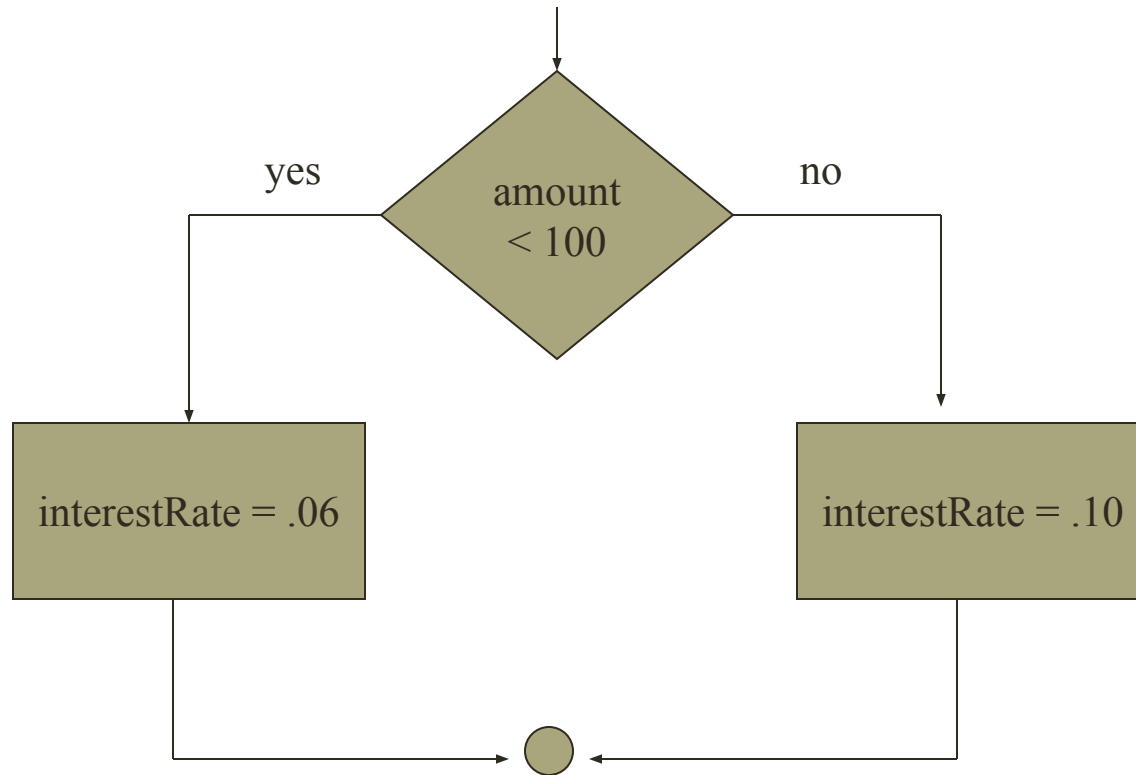 yes
no
amount
< 100
interestRate = .06
interestRate = .10